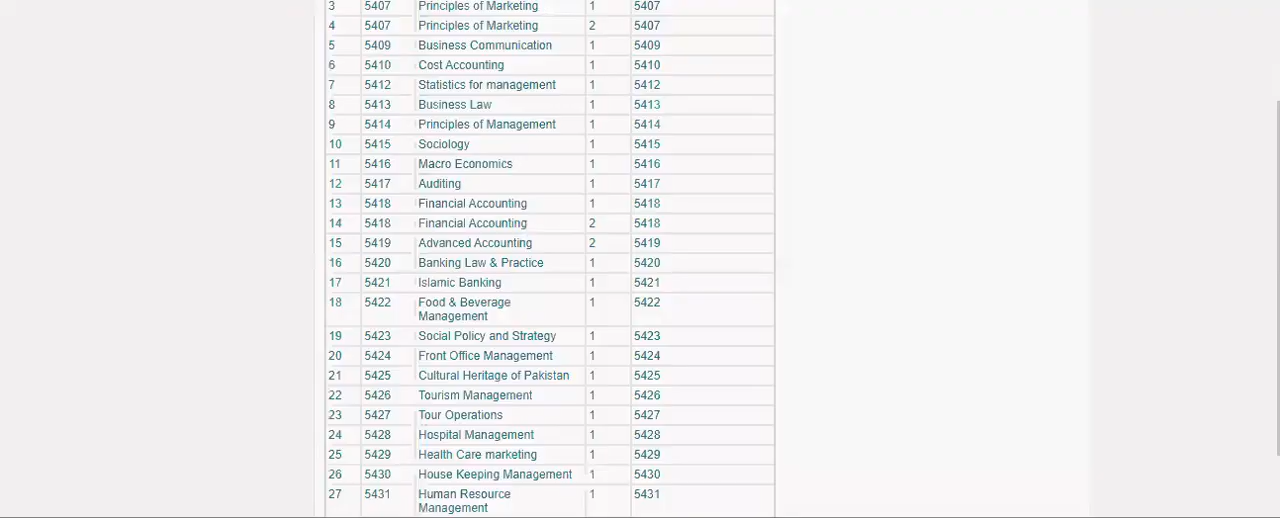 3 5407 Principles of Marketing 1 5407
4 5407 Principles of Marketing 2 5407
5 5409 Business Communication 1 5409
6 5410 Cost Accounting 1 5410
7 5412 Statistics for management 1 5412
8 5413 Business Law 1 5413
9 5414 Principles of Management 1 5414
10 5415 Sociology 1 5415
11 5416 Macro Economics 1 5416
12 5417 Auditing 1 5417
13 5418 Financial Accounting 1 5418
14 5418 Financial Accounting 2 5418
15 5419 Advanced Accounting 2 5419
16 5420 Banking Law & Practice 1 5420
17 5421 Islamic Banking 1 5421
18 5422 Food & Beverage 1 5422
Management
19 5423 Social Policy and Strategy 1 5423
20 5424 Front Office Management 1 5424
21 5425 Cultural Heritage of Pakistan 1 5425
22 5426 Tourism Management 1 5426
23 5427 Tour Operations 1 5427
24 5428 Hospital Management 1 5428
25 5429 Health Care marketing 1 5429
26 5430 House Keeping Management 1 5430
27 5431 Human Resource 1 5431
Management